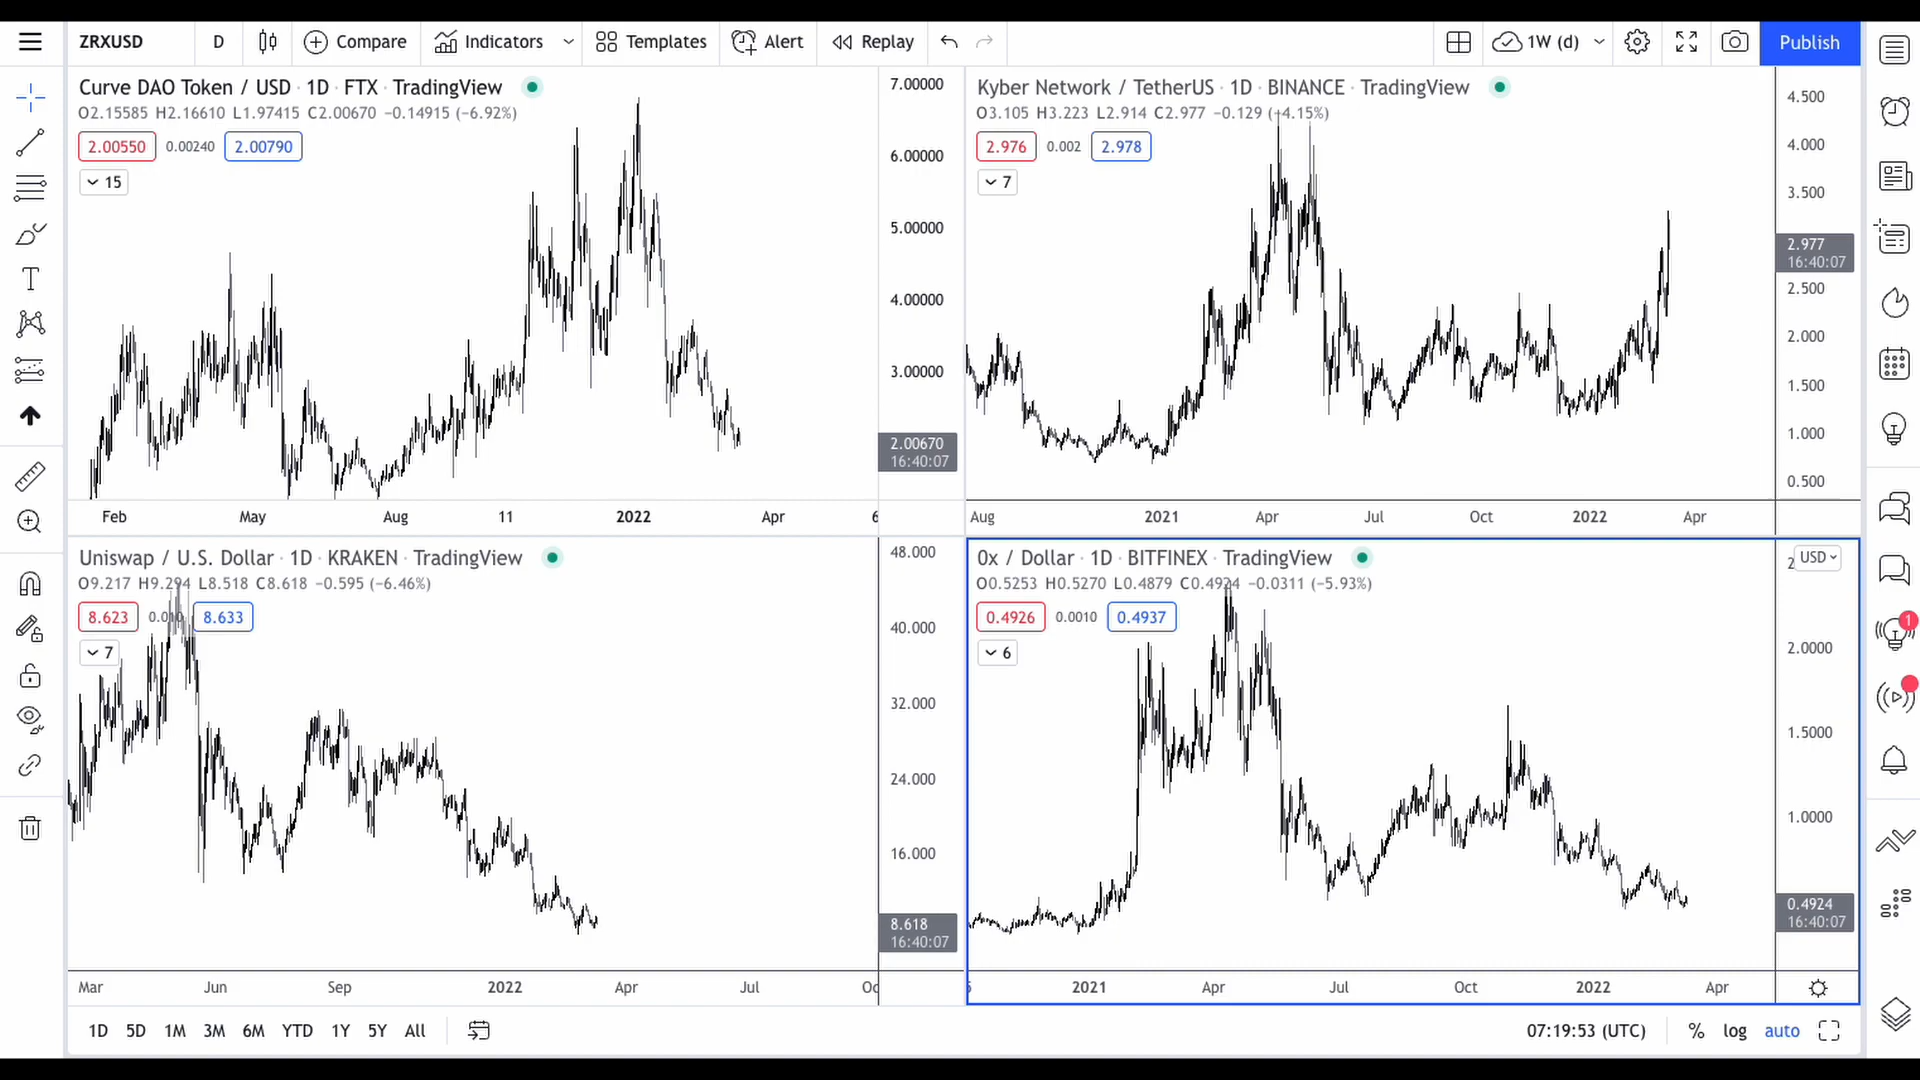 ZRXUSD D Compare Indicators Templates Alert Replay 1W (d) Publish
Curve DAO Token / USD · 1D · FTX · TradingView
O2.15585 H2.16610 L1.97415 C2.00670 −0.14915 (−6.92%)
2.00550 0.00240 2.00790
15
7.00000
6.00000
5.00000
4.00000
3.00000
2.00670
16:40:07
Feb May Aug 11 2022 Apr 6
Kyber Network / TetherUS · 1D · BINANCE · TradingView
O3.105 H3.223 L2.914 C2.977 −0.129 (−4.15%)
2.976 0.002 2.978
7
4.500
4.000
3.500
2.977
16:40:07
2.500
2.000
1.500
1.000
0.500
Aug 2021 Apr Jul Oct 2022 Apr
Uniswap / U.S. Dollar · 1D · KRAKEN · TradingView
O9.217 H9.294 L8.518 C8.618 −0.595 (−6.46%)
8.623 0.010 8.633
7
48.000
40.000
32.000
24.000
16.000
8.618
16:40:07
Mar Jun Sep 2022 Apr Jul
0x / Dollar · 1D · BITFINEX · TradingView
O0.5253 H0.5270 L0.4879 C0.4924 −0.0311 (−5.93%)
0.4926 0.0010 0.4937
6
USD
2.0000
1.5000
1.0000
0.4924
16:40:07
2021 Apr Jul Oct 2022 Apr
1
1D 5D 1M 3M 6M YTD 1Y 5Y All 07:19:53 (UTC) % log auto